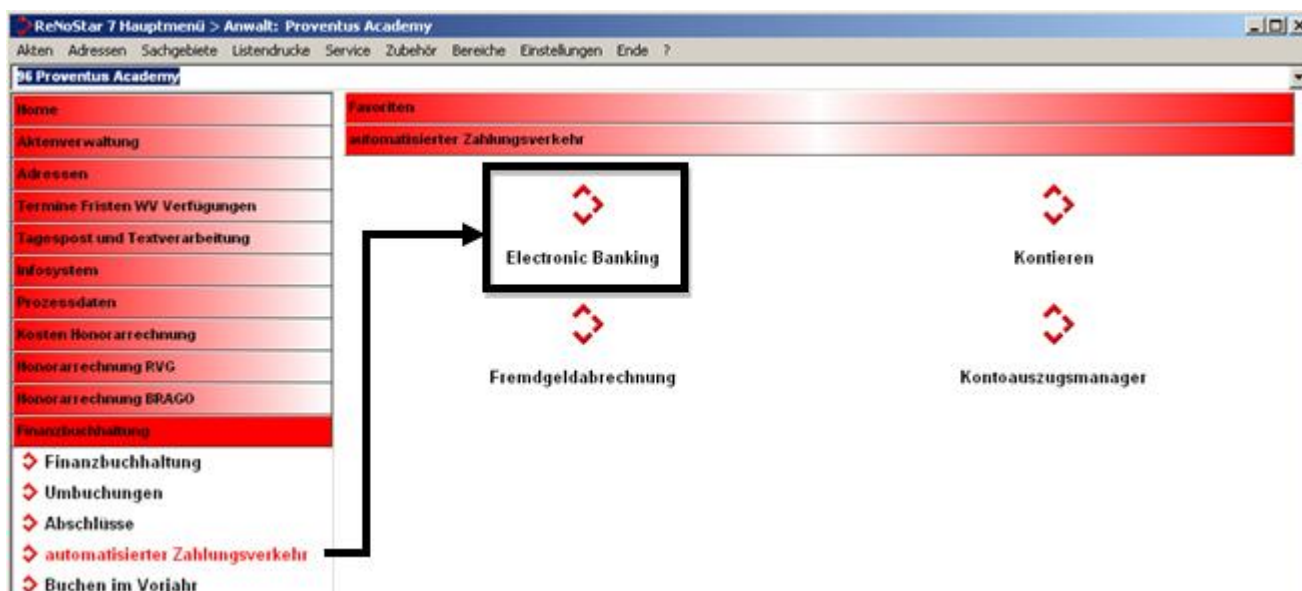 ReNoStar 7 Hauptmenü > Anwalt: Proventus Academy
Akten Adressen Sachgebiete Listendrucke Service Zubehör Bereiche Einstellungen Ende ?
96 Proventus Academy
Home
Aktenverwaltung
Adressen
Termine Fristen WV Verfügungen
Tagespost und Textverarbeitung
Infosystem
Prozessdaten
Kosten Honorarrechnung
Honorarrechnung RVG
Honorarrechnung BRAGO
Finanzbuchhaltung
Finanzbuchhaltung
Umbuchungen
Abschlüsse
automatisierter Zahlungsverkehr
Buchen im Vorjahr
Favoriten
automatisierter Zahlungsverkehr
Electronic Banking
Kontieren
Fremdgeldabrechnung
Kontoauszugsmanager